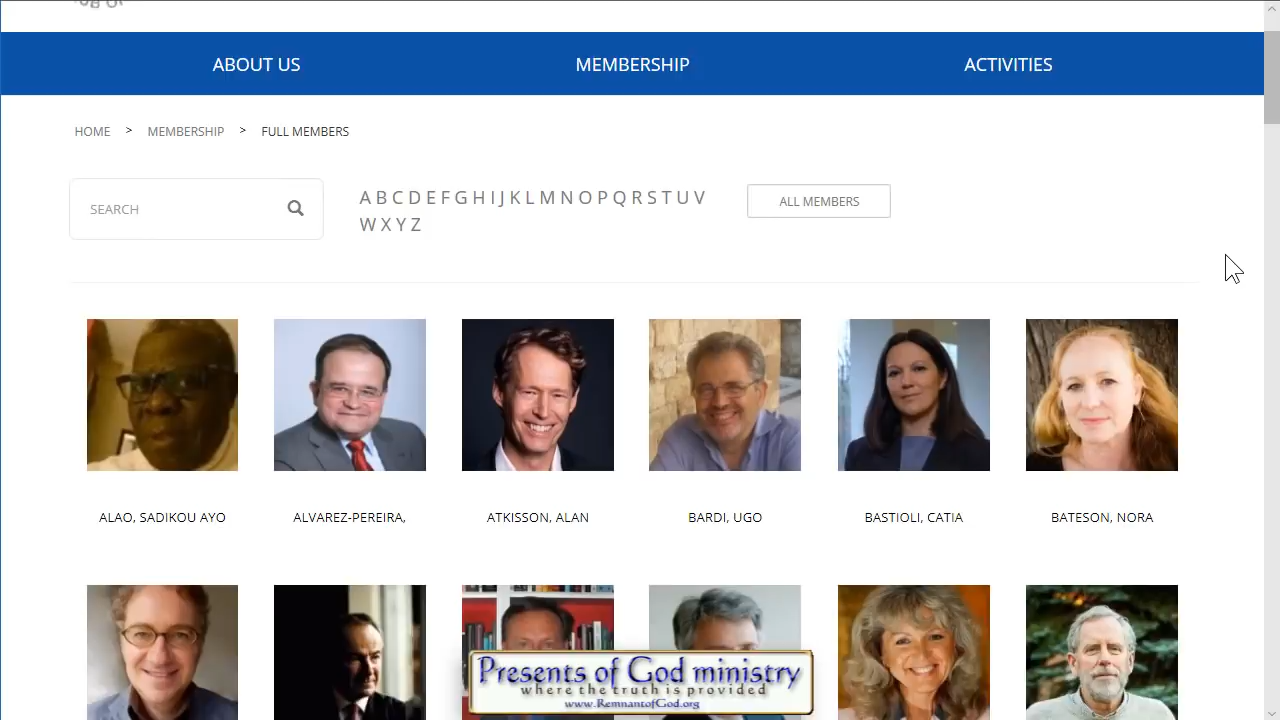 ABOUT US
MEMBERSHIP
ACTIVITIES
HOME > MEMBERSHIP > FULL MEMBERS
SEARCH
A B C D E F G H I J K L M N O P Q R S T U V
W X Y Z
ALL MEMBERS
ALAO, SADIKOU AYO
ALVAREZ-PEREIRA,
ATKISSON, ALAN
BARDI, UGO
BASTIOLI, CATIA
BATESON, NORA
Presents of God ministry
where the truth is provided
www.RemnantofGod.org